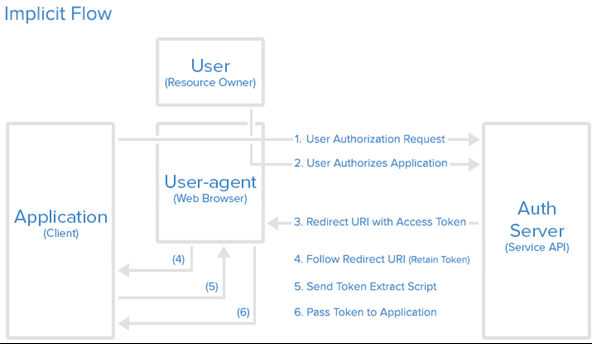 Implicit Flow
User
(Resource Owner)
1. User Authorization Request
2. User Authorizes Application
User-agent
(Web Browser)
Application
(Client)
Auth
Server
(Service API)
3. Redirect URI with Access Token
(4)
4. Follow Redirect URI (Retain Token)
(5)
5. Send Token Extract Script
(6)
6. Pass Token to Application